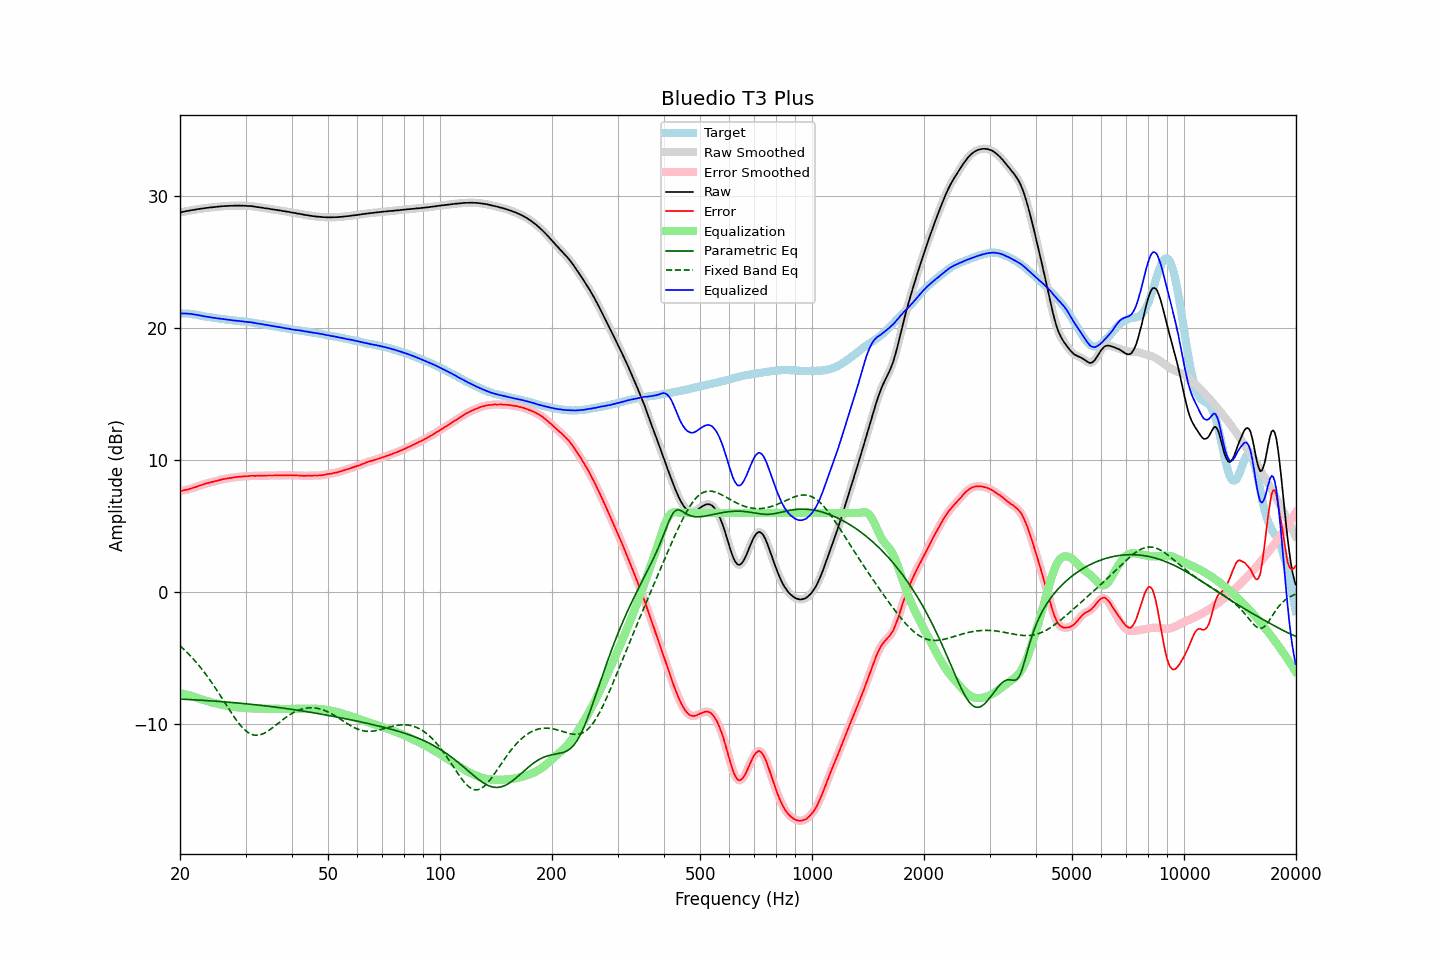 Bluedio T3 Plus
Target
Raw Smoothed
Error Smoothed
Raw
Error
Equalization
Parametric Eq
Fixed Band Eq
Equalized
Amplitude (dBr)
30
20
10
0
−10
20 50 100 200 500 1000 2000 5000 10000 20000
Frequency (Hz)